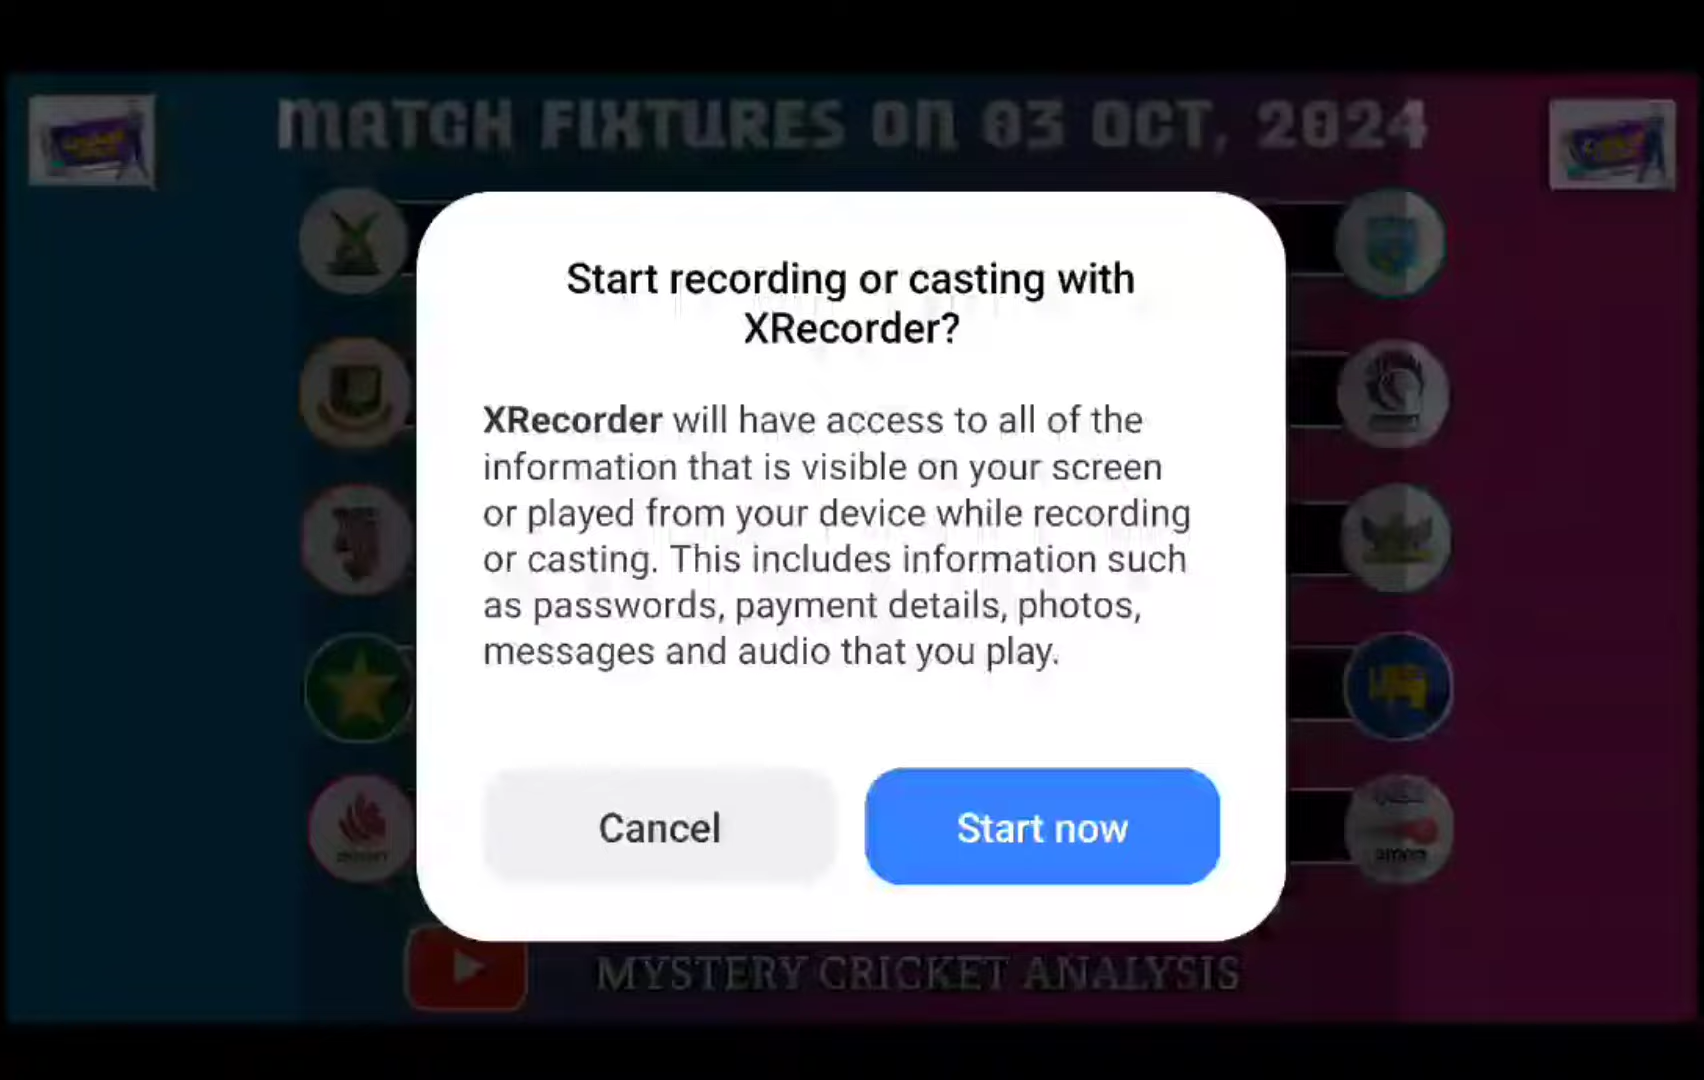 MATCH FIXTURES ON 03 OCT, 2024
Start recording or casting with
XRecorder?
XRecorder will have access to all of the
information that is visible on your screen
or played from your device while recording
or casting. This includes information such
as passwords, payment details, photos,
messages and audio that you play.
Cancel
Start now
MYSTERY CRICKET ANALYSIS